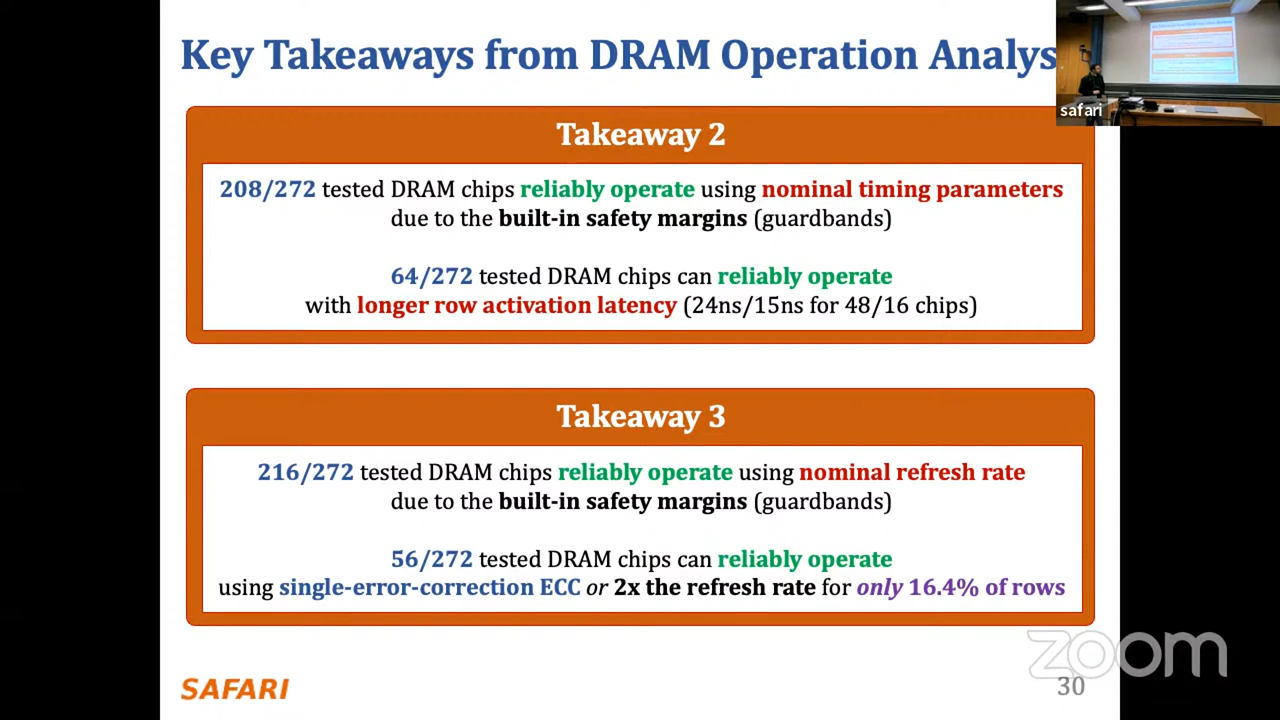 Key Takeaways from DRAM Operation Analys
safari
Takeaway 2
208/272 tested DRAM chips reliably operate using nominal timing parameters
due to the built-in safety margins (guardbands)
64/272 tested DRAM chips can reliably operate
with longer row activation latency (24ns/15ns for 48/16 chips)
Takeaway 3
216/272 tested DRAM chips reliably operate using nominal refresh rate
due to the built-in safety margins (guardbands)
56/272 tested DRAM chips can reliably operate
using single-error-correction ECC or 2x the refresh rate for only 16.4% of rows
zoom
SAFARI
30